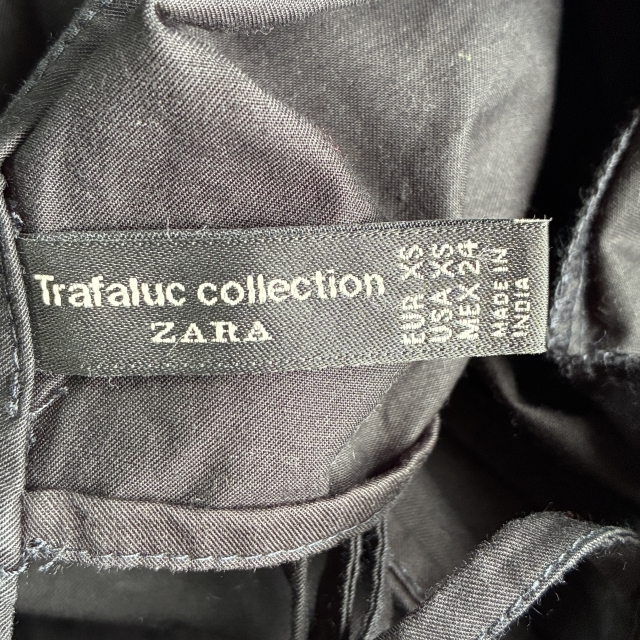 Trafaluc collection
ZARA
EUR XS
USA XS
MEX 24
MADE IN
INDIA